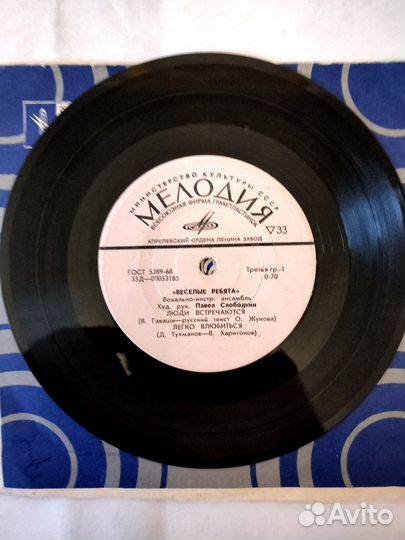 МИНИСТЕРСТВО КУЛЬТУРЫ СССР
МЕЛОДИЯ
ВСЕСОЮЗНАЯ ФИРМА ГРАМПЛАСТИНОК
▽33
АПРЕЛЕВСКИЙ ОРДЕНА ЛЕНИНА ЗАВОД
ГОСТ 5289-68
33Д—00033185
Третья гр.-1
0-70
«ВЕСЕЛЫЕ РЕБЯТА»
Вокально-инстр. ансамбль
Худ. рук. Павел Слободкин
ЛЮДИ ВСТРЕЧАЮТСЯ
(В. Гаваши—русский текст О. Жукова)
ЛЕГКО ВЛЮБИТЬСЯ
(Д. Тухманов—В. Харитонов)
Avito